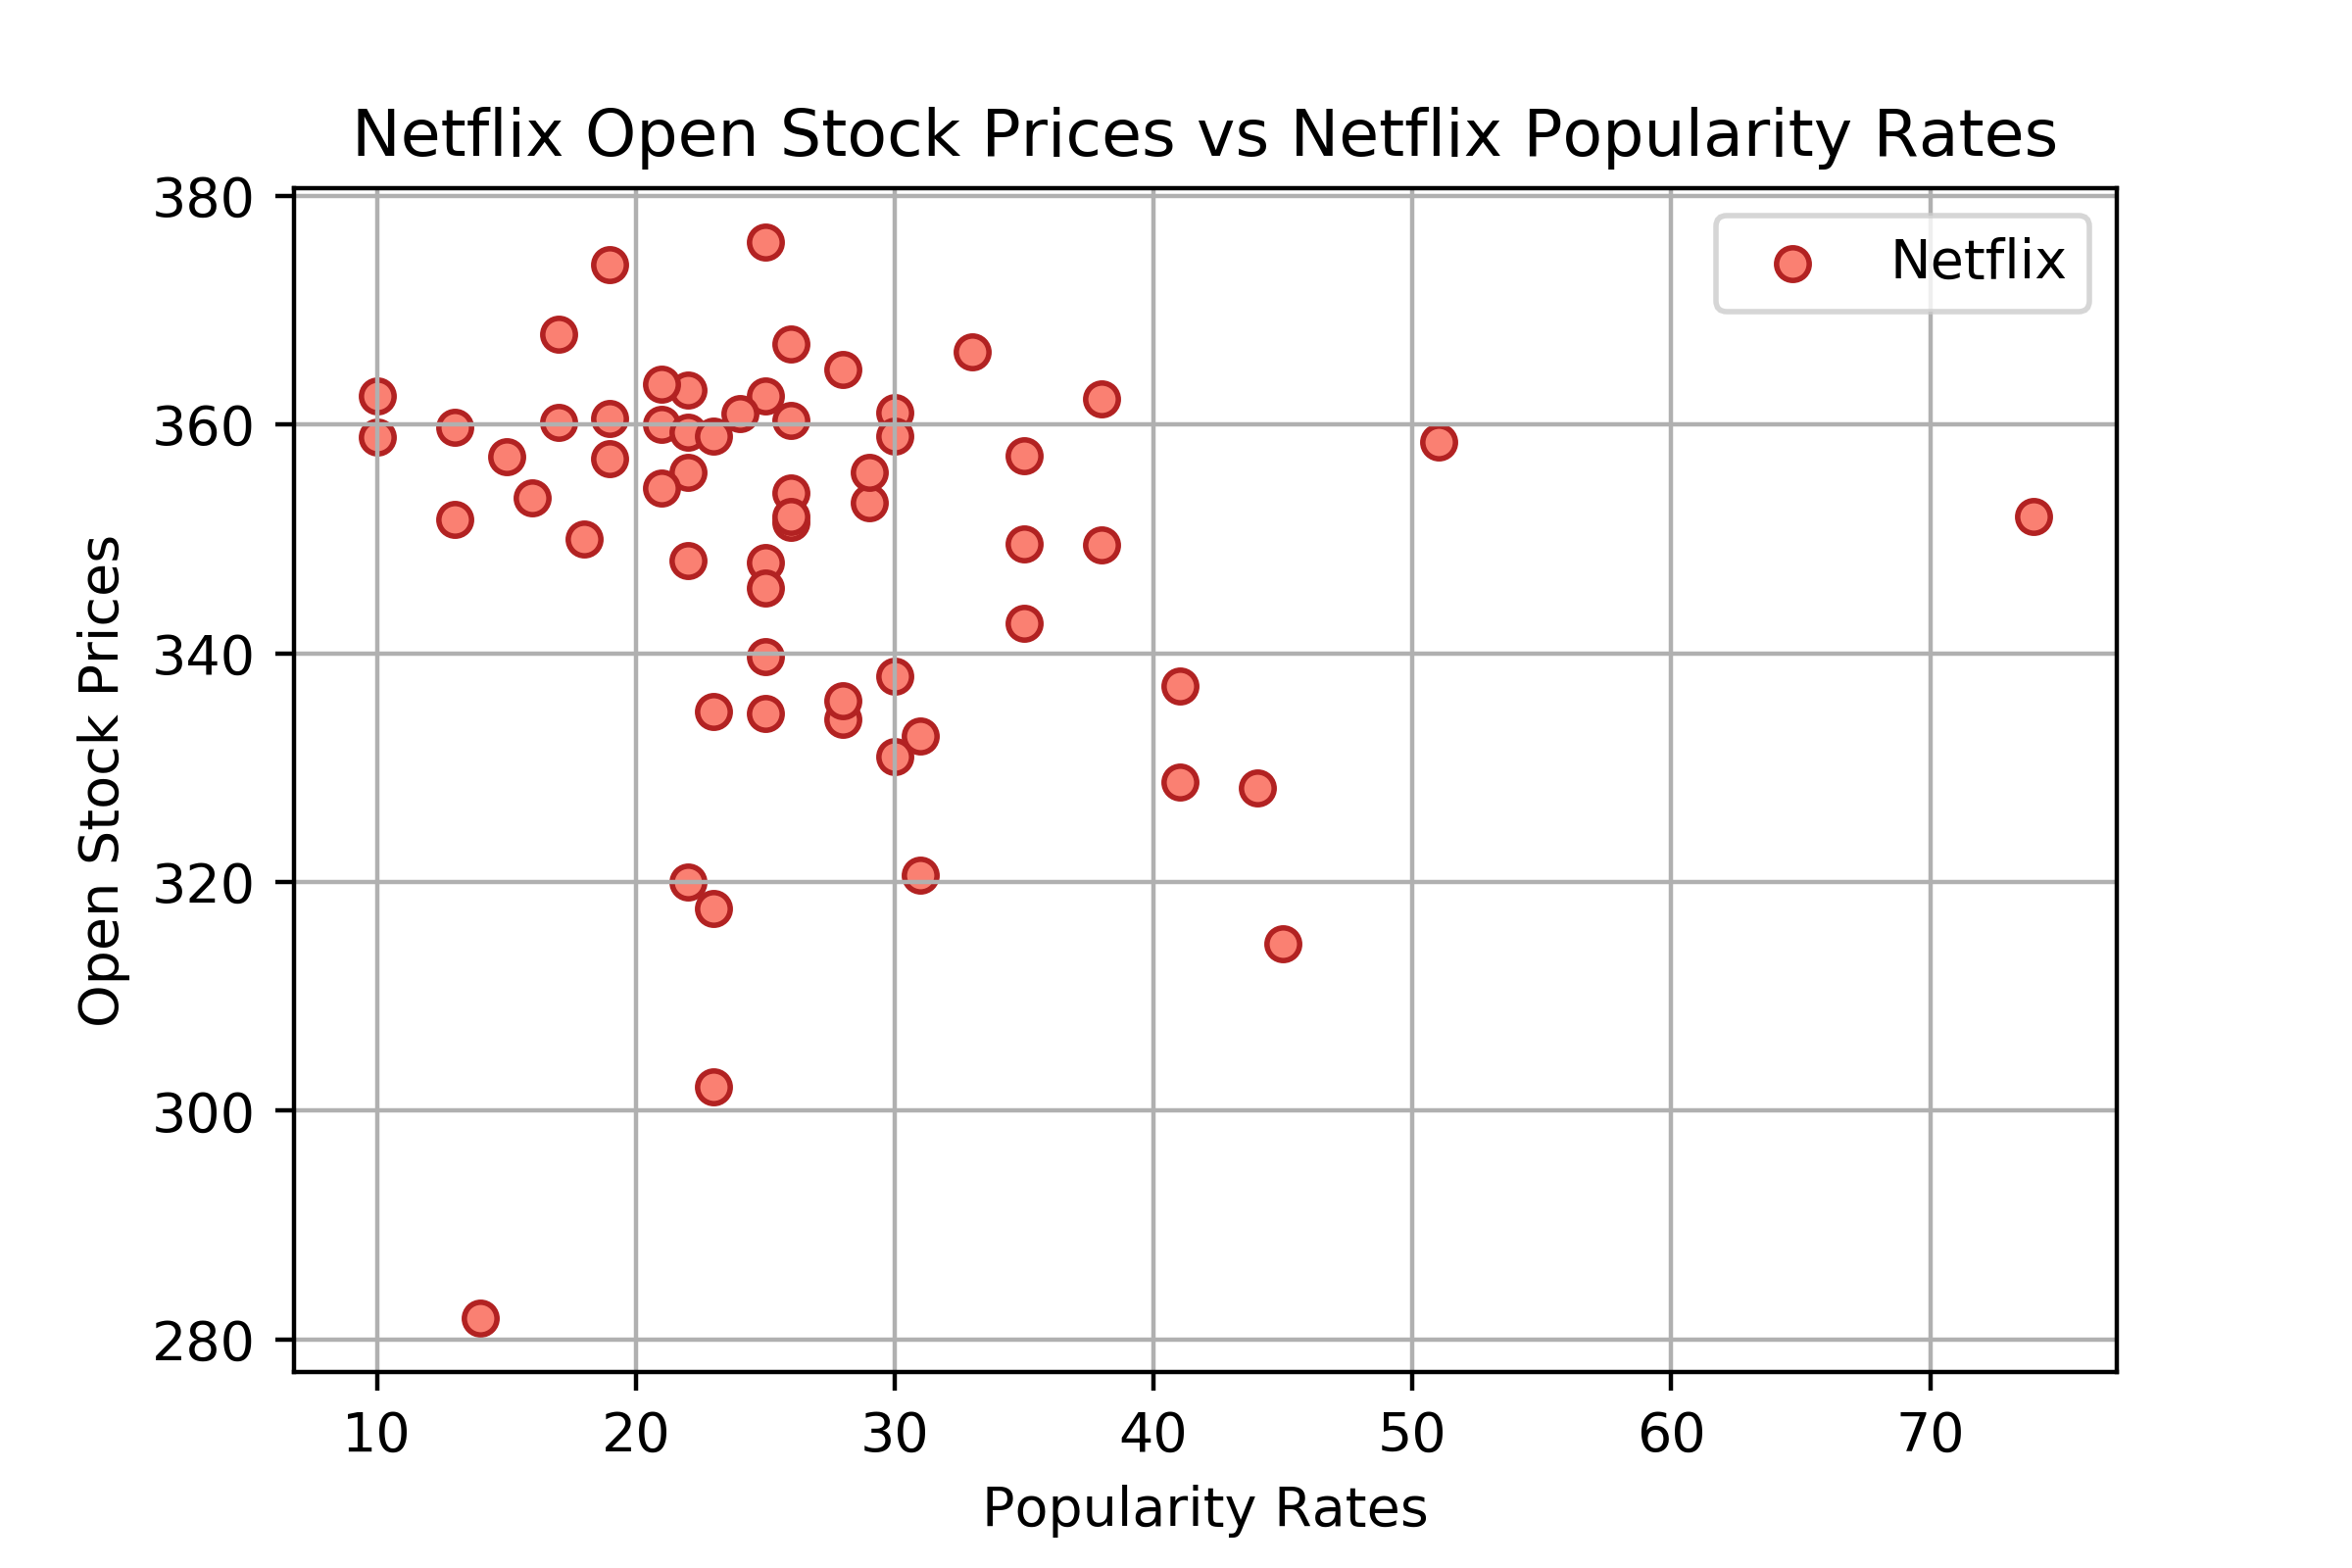 Netflix Open Stock Prices vs Netflix Popularity Rates
Netflix
380
360
340
320
300
280
Open Stock Prices
10 20 30 40 50 60 70
Popularity Rates